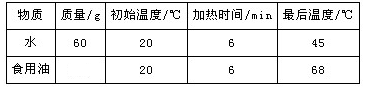 物质 质量/g 初始温度/℃ 加热时间/min 最后温度/℃
水 60 20 6 45
食用油 20 6 68